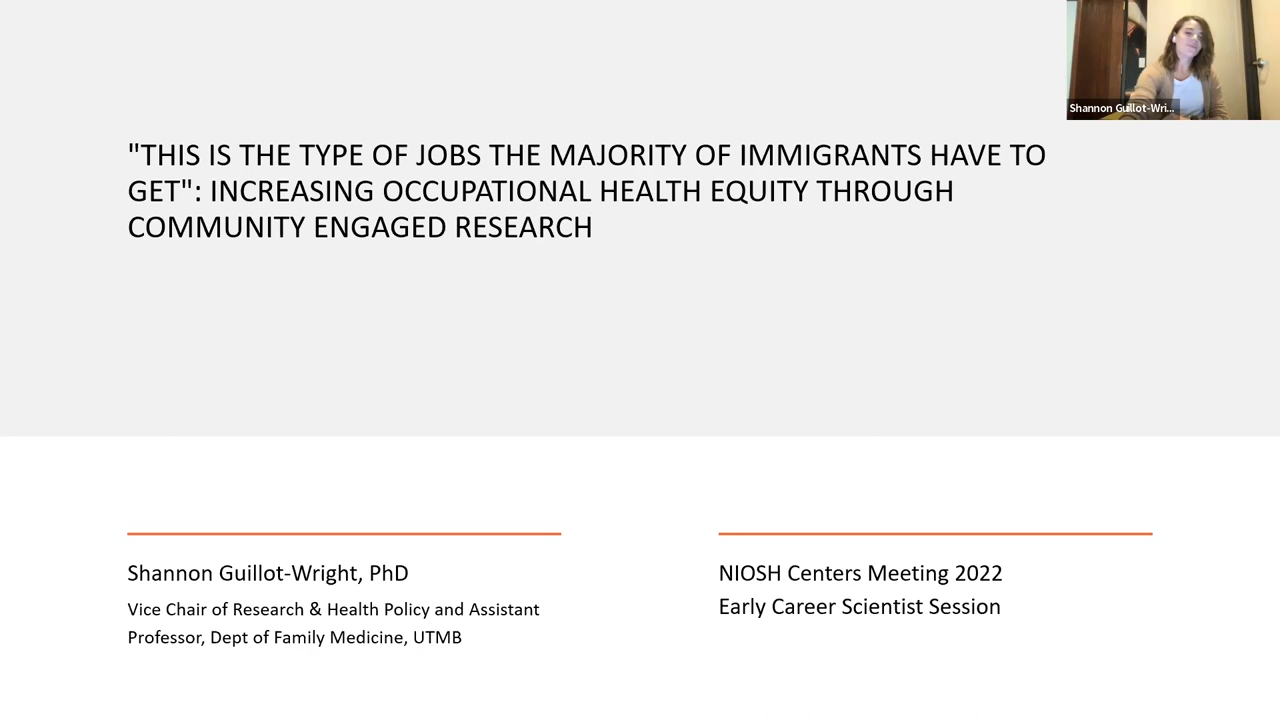 Shannon Guillot-Wri...
"THIS IS THE TYPE OF JOBS THE MAJORITY OF IMMIGRANTS HAVE TO
GET": INCREASING OCCUPATIONAL HEALTH EQUITY THROUGH
COMMUNITY ENGAGED RESEARCH
Shannon Guillot-Wright, PhD
Vice Chair of Research & Health Policy and Assistant
Professor, Dept of Family Medicine, UTMB
NIOSH Centers Meeting 2022
Early Career Scientist Session